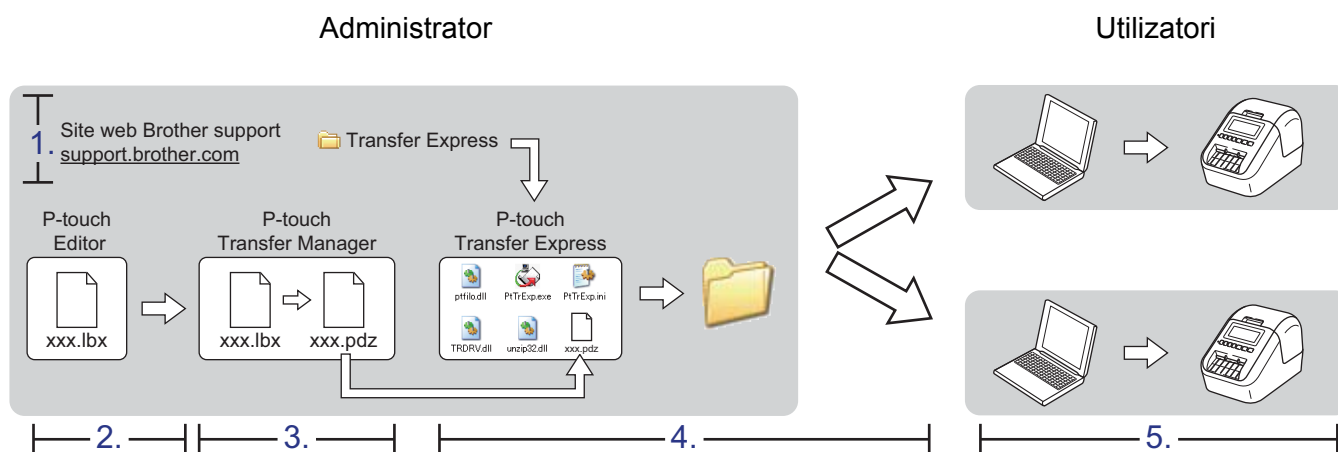 Administrator
Utilizatori
1.
Site web Brother support
support.brother.com
Transfer Express
P-touch
Editor
xxx.lbx
P-touch
Transfer Manager
xxx.lbx
xxx.pdz
P-touch
Transfer Express
ptfilo.dll
PtTrExp.exe
PtTrExp.ini
TRDRV.dll
unzip32.dll
xxx.pdz
2.
3.
4.
5.